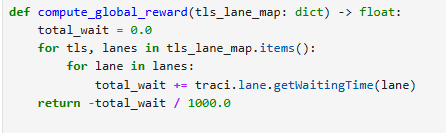 def compute_global_reward(tls_lane_map: dict) -> float:
    total_wait = 0.0
    for tls, lanes in tls_lane_map.items():
        for lane in lanes:
            total_wait += traci.lane.getWaitingTime(lane)
    return -total_wait / 1000.0